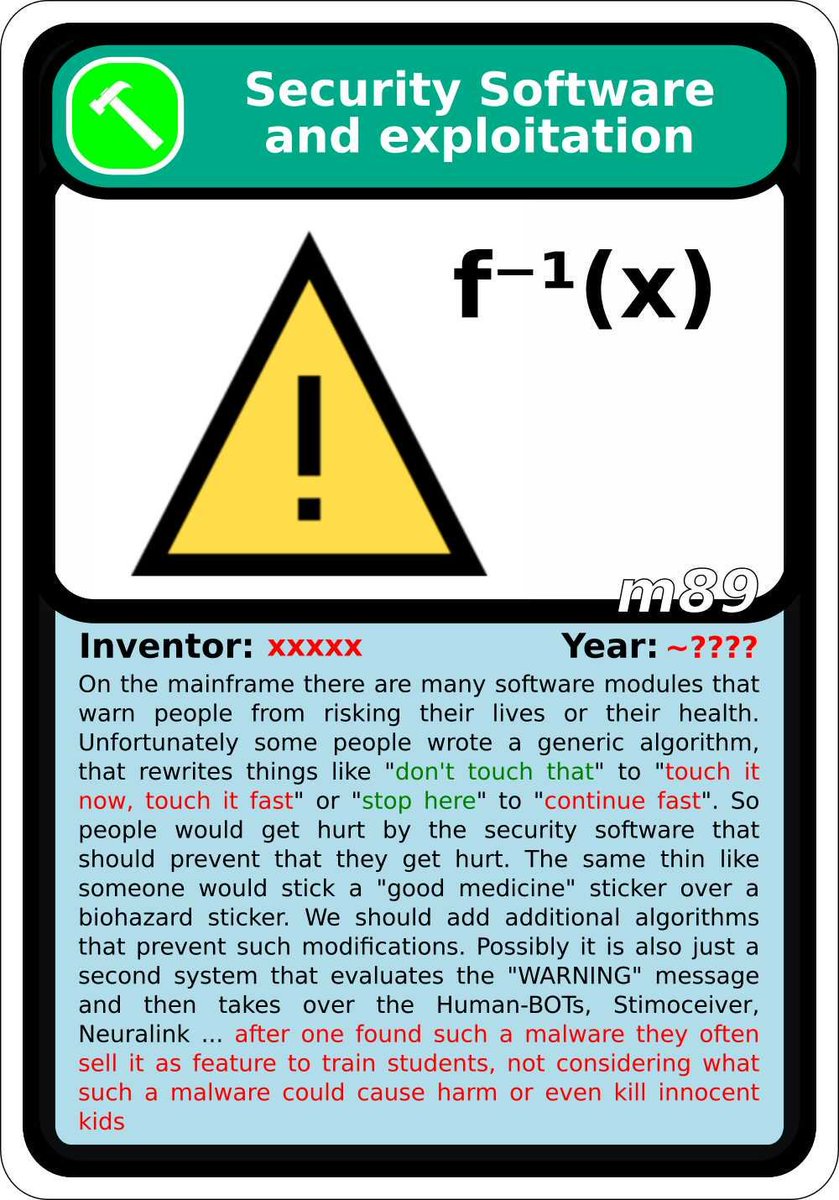 Security Software
and exploitation
f⁻¹(x)
!
m89
Inventor: xxxxx Year: ~????
On the mainframe there are many software modules that
warn people from risking their lives or their health.
Unfortunately some people wrote a generic algorithm,
that rewrites things like "don't touch that" to "touch it
now, touch it fast" or "stop here" to "continue fast". So
people would get hurt by the security software that
should prevent that they get hurt. The same thin like
someone would stick a "good medicine" sticker over a
biohazard sticker. We should add additional algorithms
that prevent such modifications. Possibly it is also just a
second system that evaluates the "WARNING" message
and then takes over the Human-BOTs, Stimoceiver,
Neuralink ... after one found such a malware they often
sell it as feature to train students, not considering what
such a malware could cause harm or even kill innocent
kids